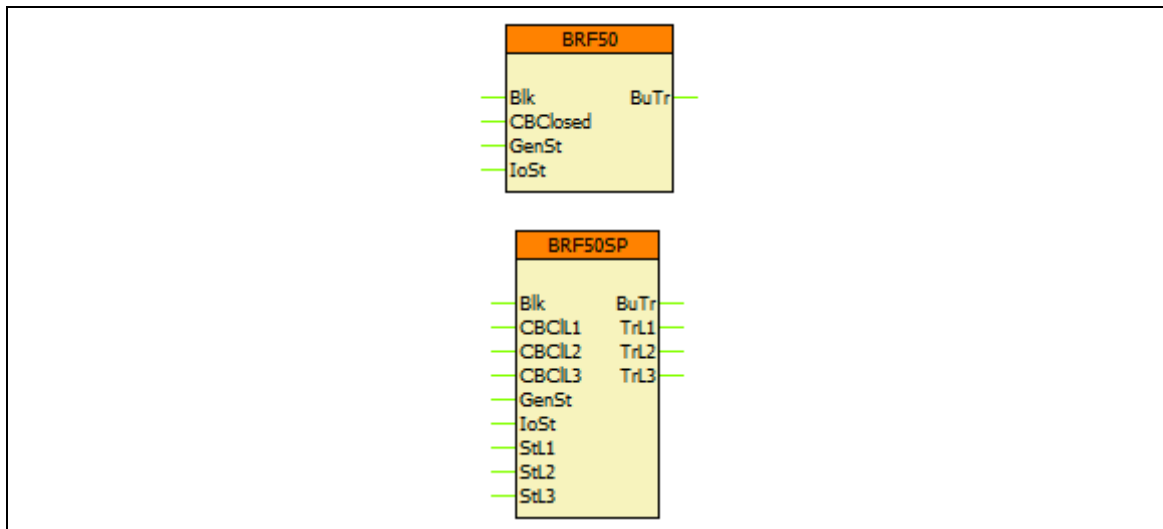 BRF50
Blk BuTr
CBClosed
GenSt
IoSt
BRF50SP
Blk BuTr
CBClL1 TrL1
CBClL2 TrL2
CBClL3 TrL3
GenSt
IoSt
StL1
StL2
StL3